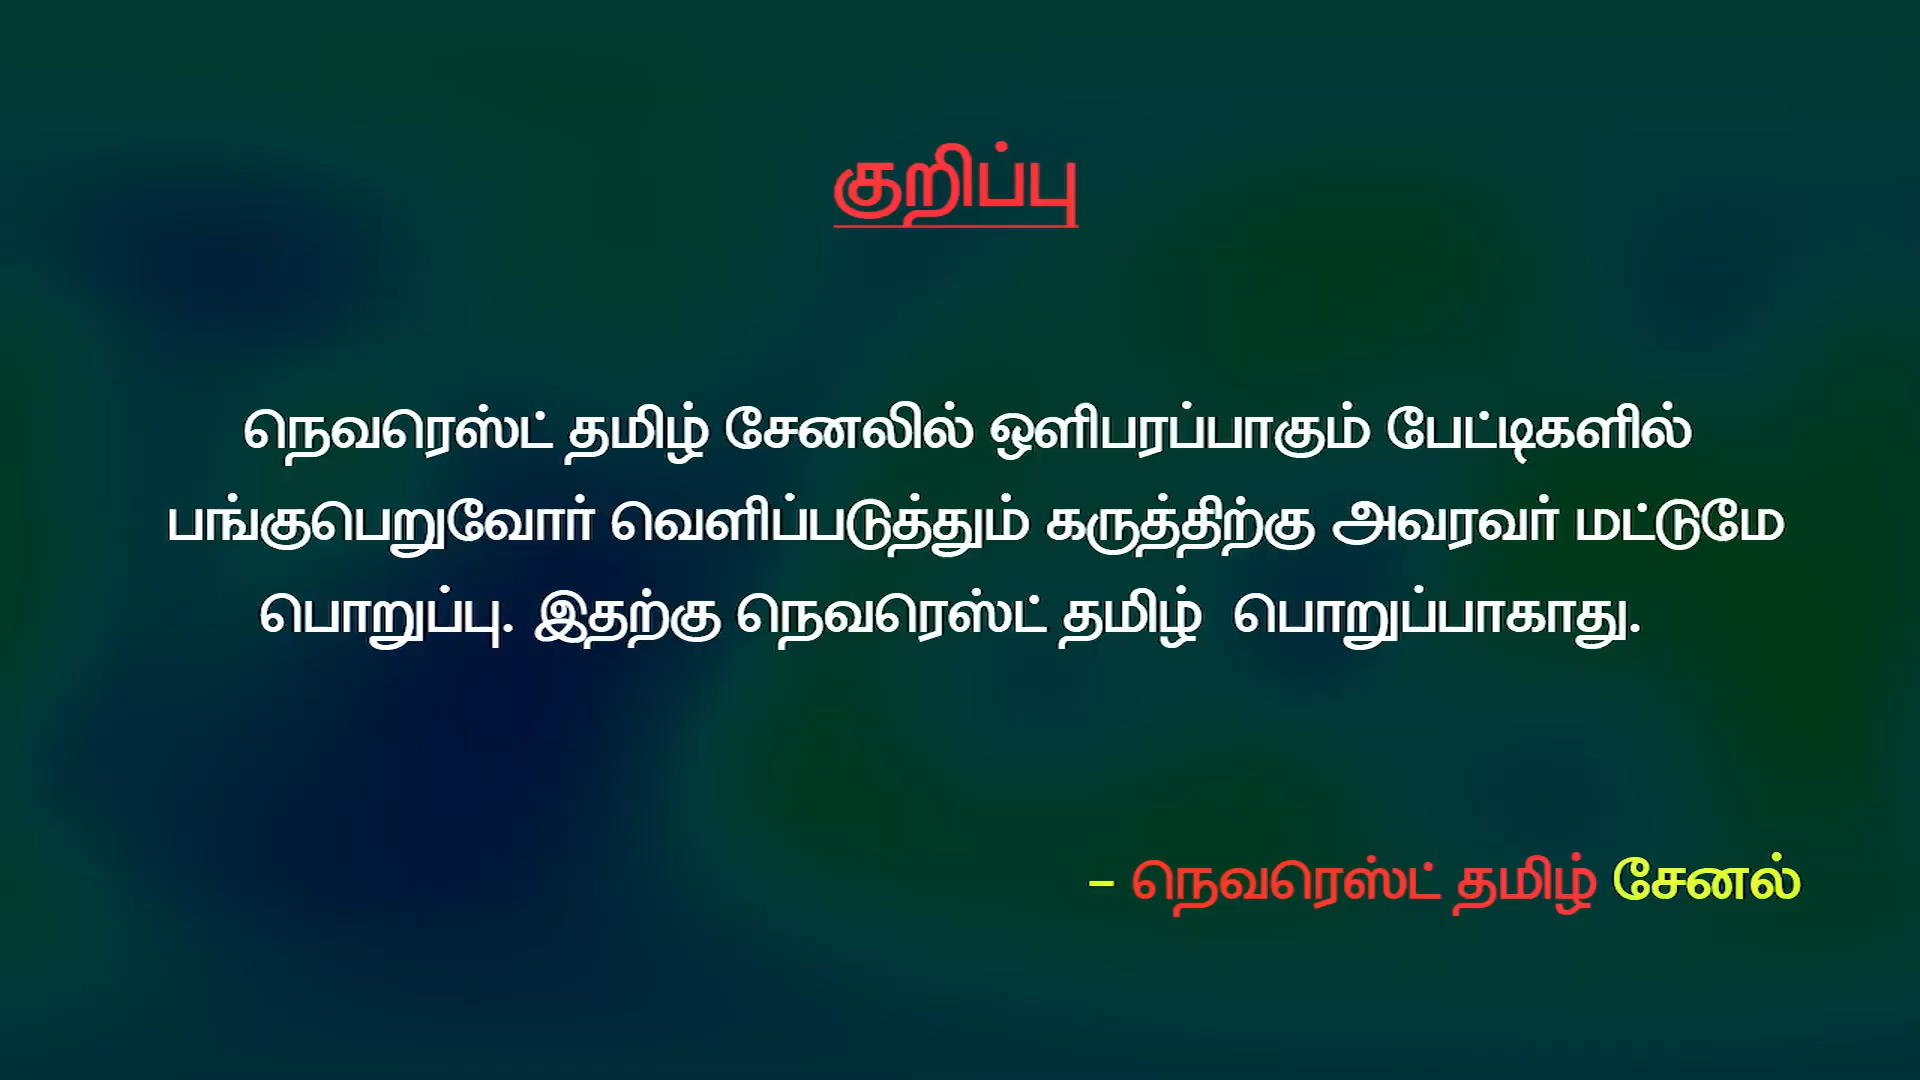 குறிப்பு
நெவரெஸ்ட் தமிழ் சேனலில் ஒளிபரப்பாகும் பேட்டிகளில்
பங்குபெறுவோர் வெளிப்படுத்தும் கருத்திற்கு அவரவர் மட்டுமே
பொறுப்பு. இதற்கு நெவரெஸ்ட் தமிழ் பொறுப்பாகாது.
– நெவரெஸ்ட் தமிழ் சேனல்